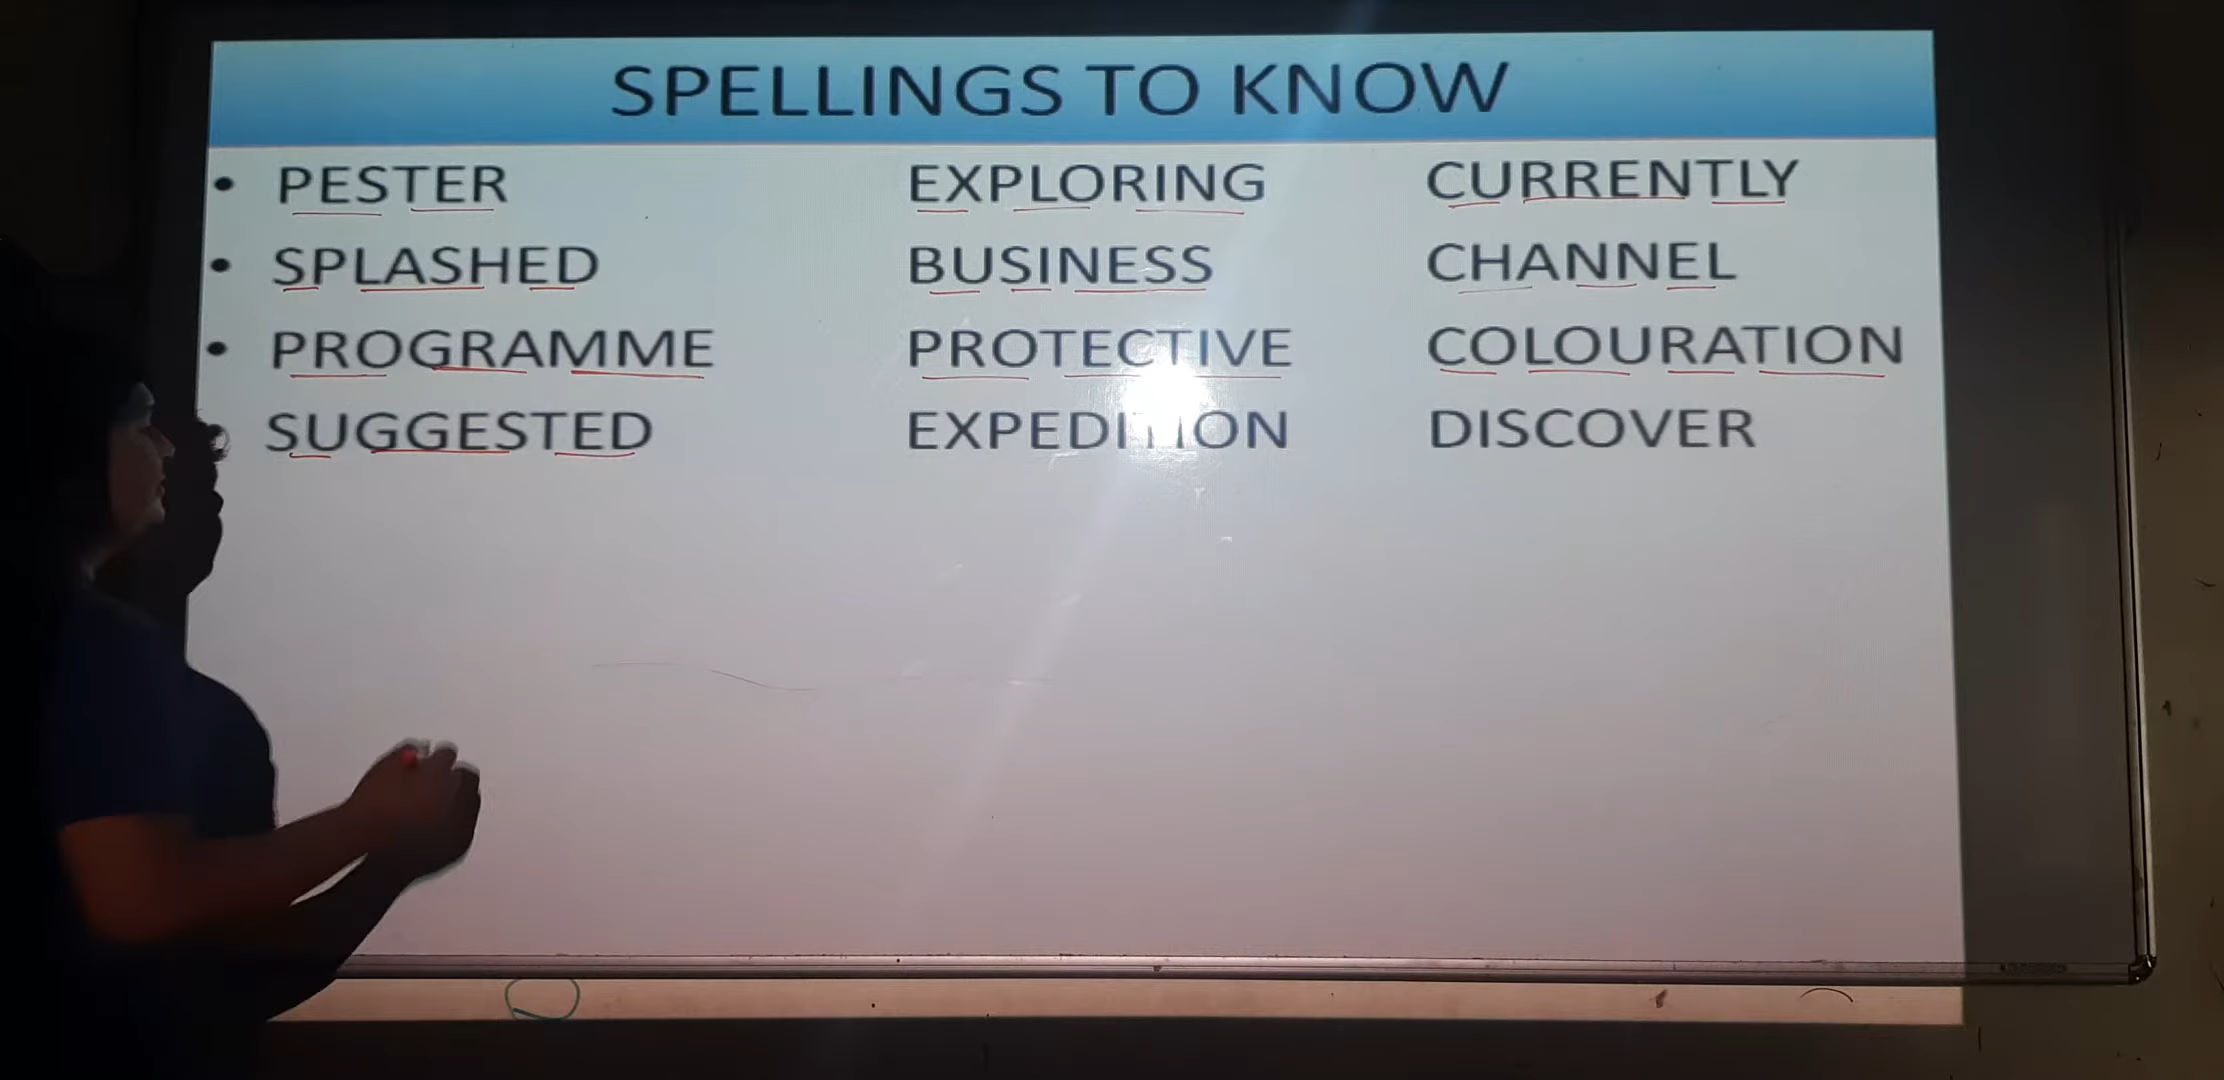 SPELLINGS TO KNOW
• PESTER EXPLORING CURRENTLY
• SPLASHED BUSINESS CHANNEL
• PROGRAMME PROTECTIVE COLOURATION
• SUGGESTED EXPEDITION DISCOVER